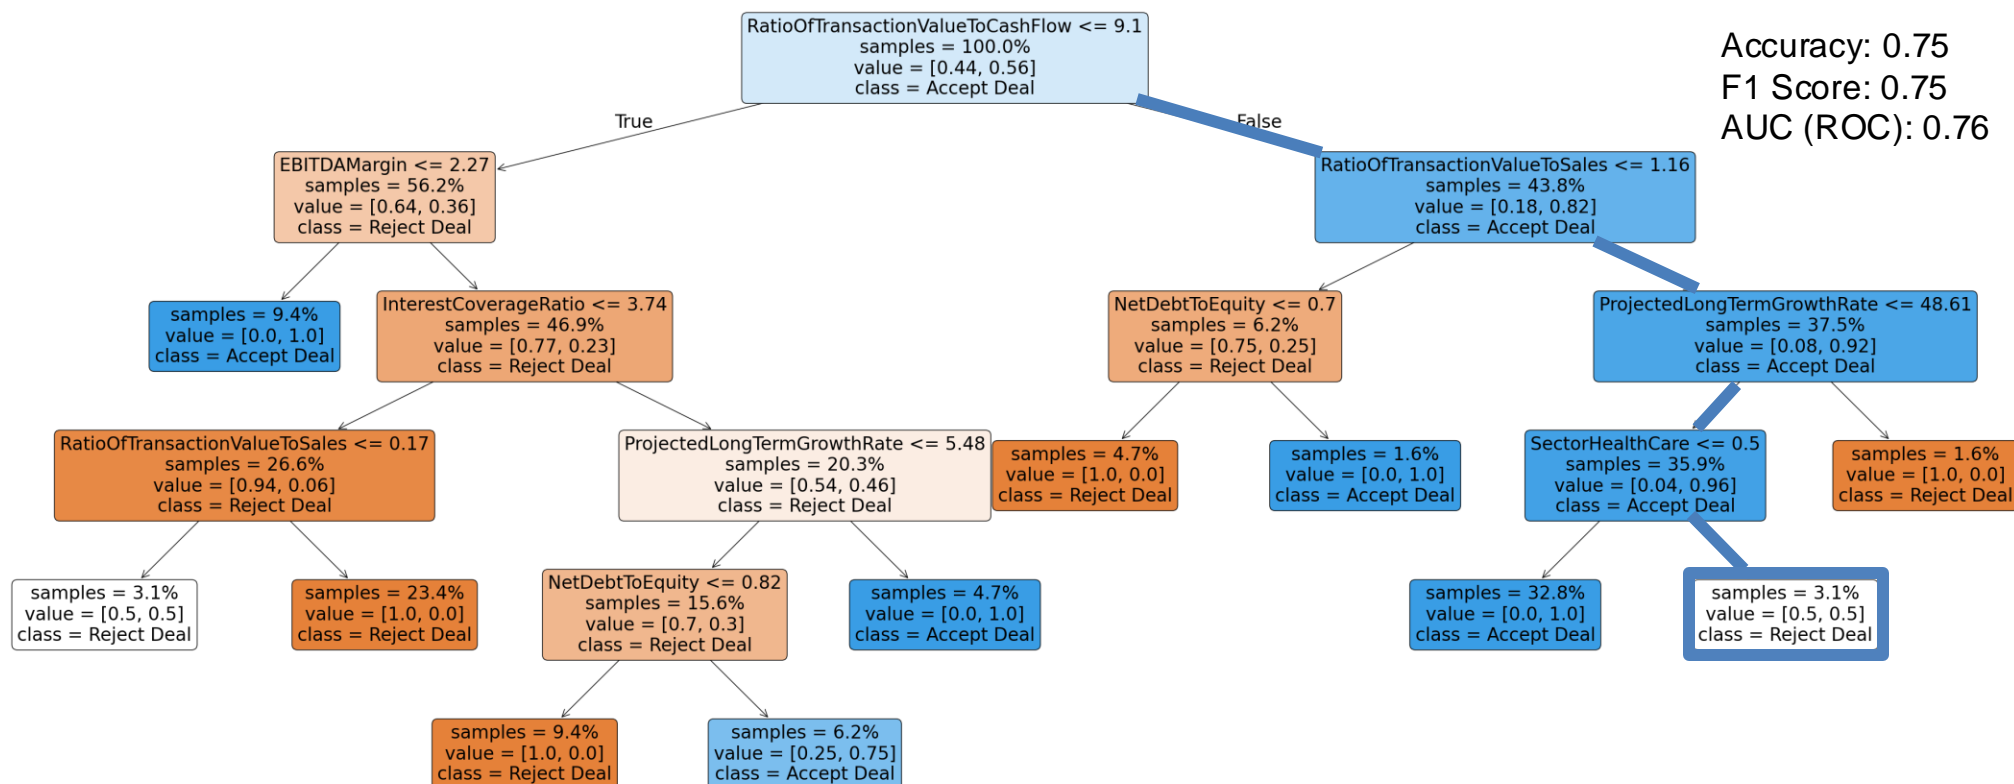 RatioOfTransactionValueToCashFlow <= 9.1
samples = 100.0%
value = [0.44, 0.56]
class = Accept Deal
Accuracy: 0.75
F1 Score: 0.75
AUC (ROC): 0.76
True
False
EBITDAMargin <= 2.27
samples = 56.2%
value = [0.64, 0.36]
class = Reject Deal
RatioOfTransactionValueToSales <= 1.16
samples = 43.8%
value = [0.18, 0.82]
class = Accept Deal
samples = 9.4%
value = [0.0, 1.0]
class = Accept Deal
InterestCoverageRatio <= 3.74
samples = 46.9%
value = [0.77, 0.23]
class = Reject Deal
NetDebtToEquity <= 0.7
samples = 6.2%
value = [0.75, 0.25]
class = Reject Deal
ProjectedLongTermGrowthRate <= 48.61
samples = 37.5%
value = [0.08, 0.92]
class = Accept Deal
RatioOfTransactionValueToSales <= 0.17
samples = 26.6%
value = [0.94, 0.06]
class = Reject Deal
ProjectedLongTermGrowthRate <= 5.48
samples = 20.3%
value = [0.54, 0.46]
class = Reject Deal
samples = 4.7%
value = [1.0, 0.0]
class = Reject Deal
samples = 1.6%
value = [0.0, 1.0]
class = Accept Deal
SectorHealthCare <= 0.5
samples = 35.9%
value = [0.04, 0.96]
class = Accept Deal
samples = 1.6%
value = [1.0, 0.0]
class = Reject Deal
samples = 3.1%
value = [0.5, 0.5]
class = Reject Deal
samples = 23.4%
value = [1.0, 0.0]
class = Reject Deal
NetDebtToEquity <= 0.82
samples = 15.6%
value = [0.7, 0.3]
class = Reject Deal
samples = 4.7%
value = [0.0, 1.0]
class = Accept Deal
samples = 32.8%
value = [0.0, 1.0]
class = Accept Deal
samples = 3.1%
value = [0.5, 0.5]
class = Reject Deal
samples = 9.4%
value = [1.0, 0.0]
class = Reject Deal
samples = 6.2%
value = [0.25, 0.75]
class = Accept Deal